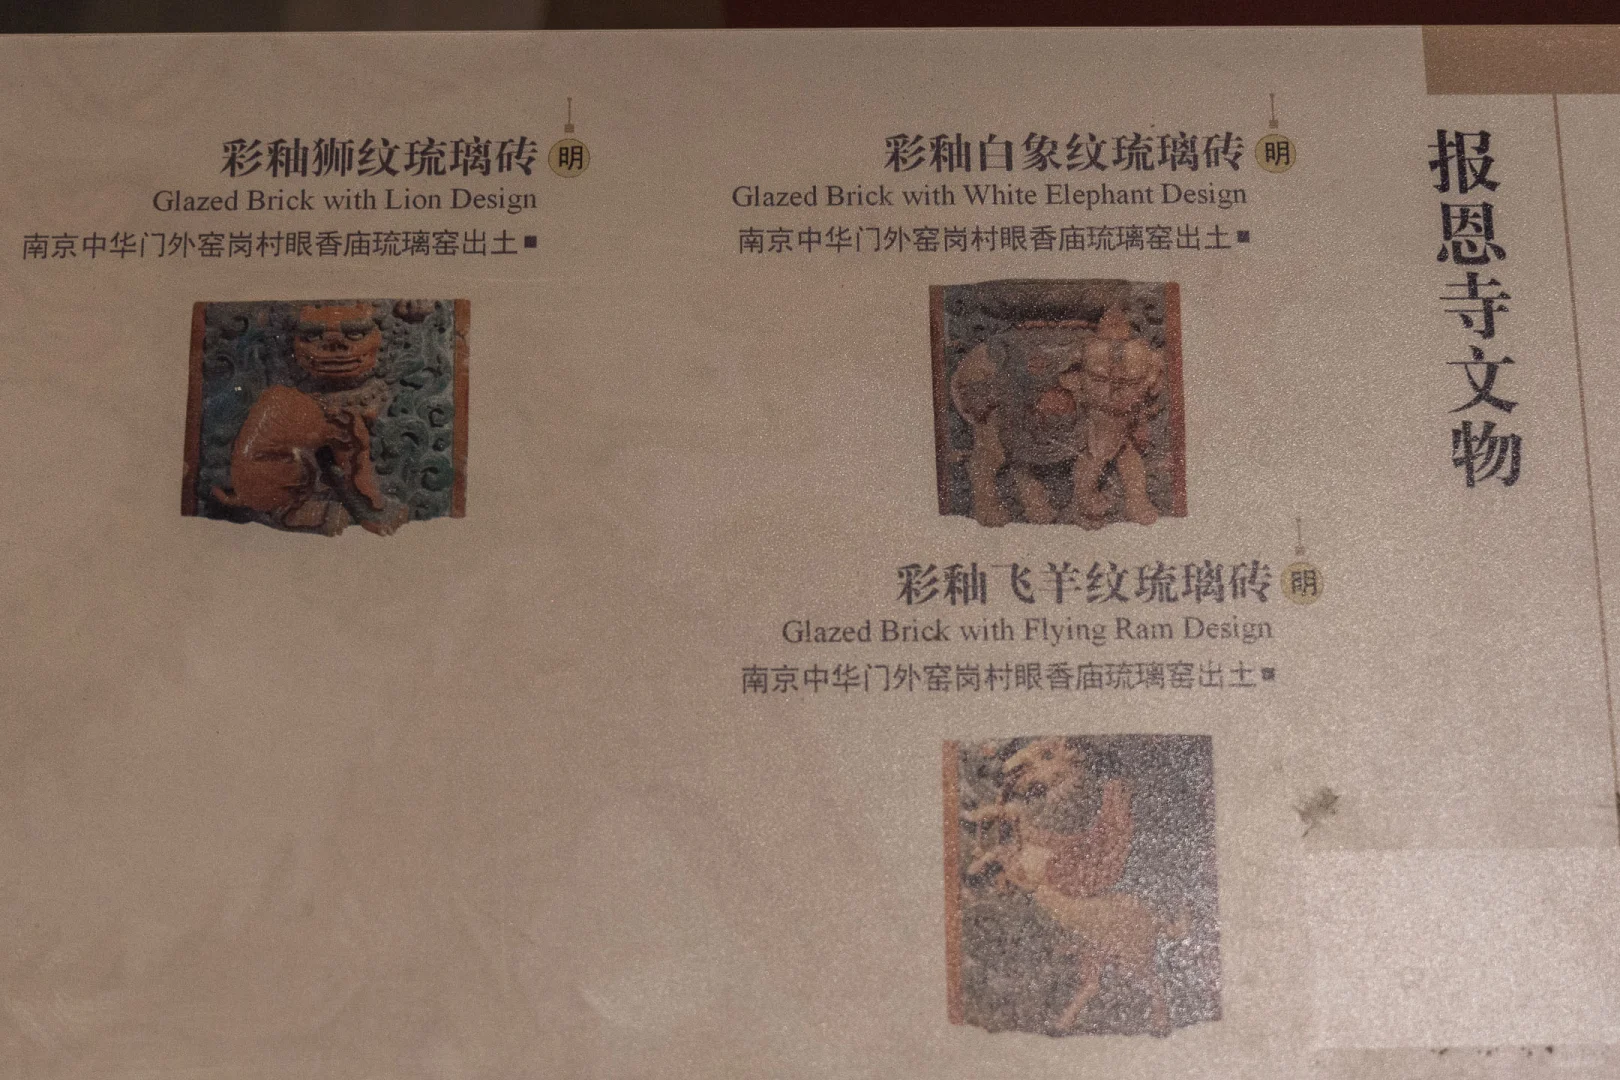 报恩寺文物
彩釉白象纹琉璃砖 明
Glazed Brick with White Elephant Design
南京中华门外窑岗村眼香庙琉璃窑出土■
彩釉飞羊纹琉璃砖 明
Glazed Brick with Flying Ram Design
南京中华门外窑岗村眼香庙琉璃窑出土■
彩釉狮纹琉璃砖 明
Glazed Brick with Lion Design
南京中华门外窑岗村眼香庙琉璃窑出土■